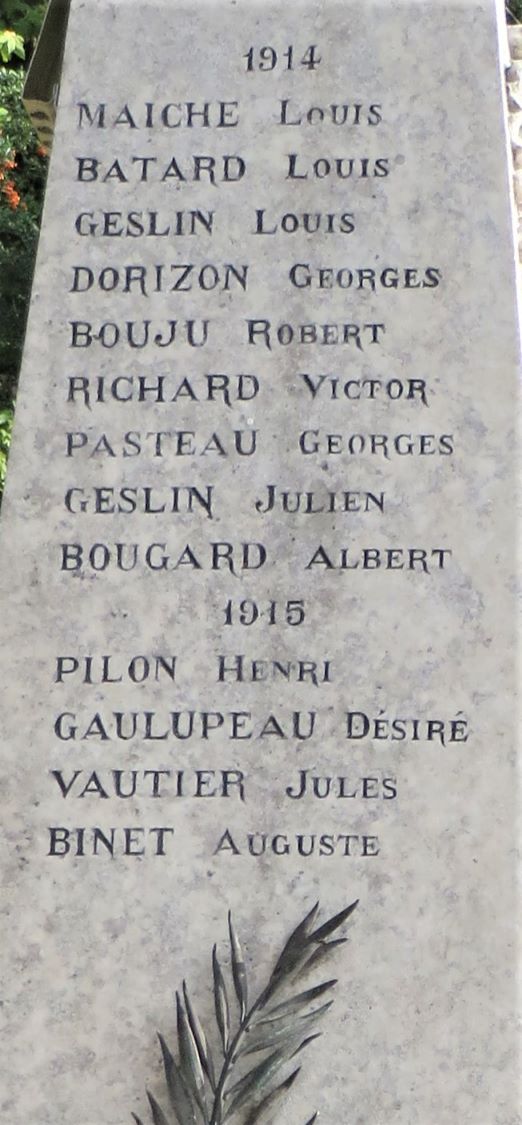 1914
MAICHE LOUIS
BATARD LOUIS
GESLIN LOUIS
DORIZON GEORGES
BOUJU ROBERT
RICHARD VICTOR
PASTEAU GEORGES
GESLIN JULIEN
BOUGARD ALBERT
1915
PILON HENRI
GAULUPEAU DÉSIRÉ
VAUTIER JULES
BINET AUGUSTE